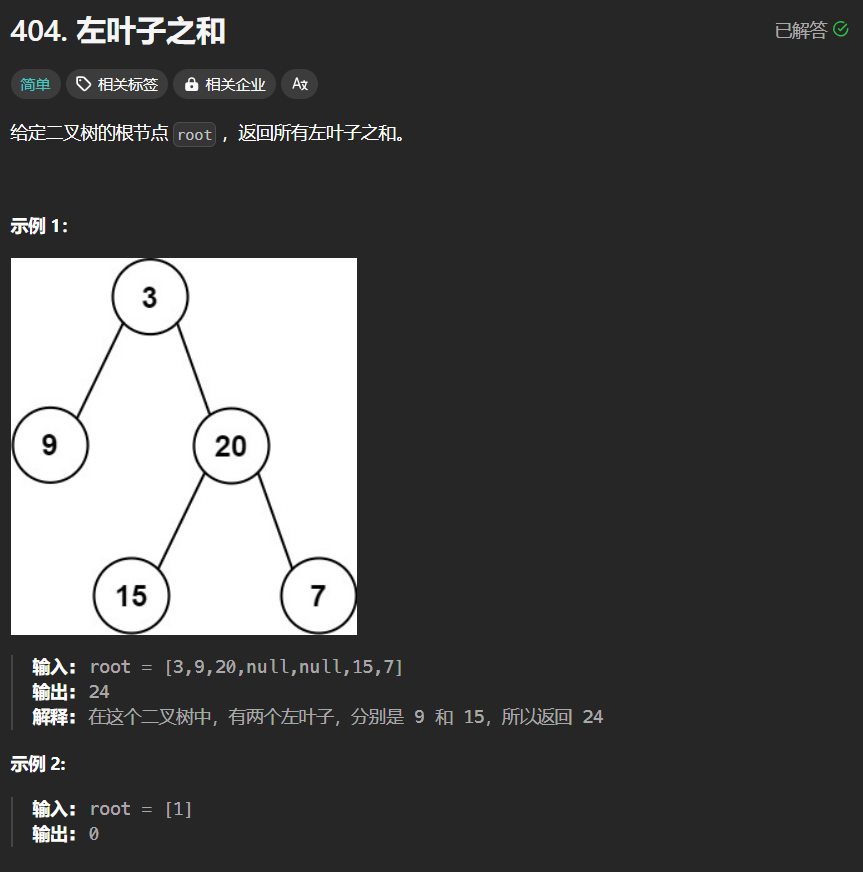 404. 左叶子之和
已解答
简单 相关标签 相关企业 Ax
给定二叉树的根节点 root ，返回所有左叶子之和。
示例 1：
3
9
20
15
7
输入： root = [3,9,20,null,null,15,7]
输出： 24
解释： 在这个二叉树中，有两个左叶子，分别是 9 和 15，所以返回 24
示例 2:
输入： root = [1]
输出： 0